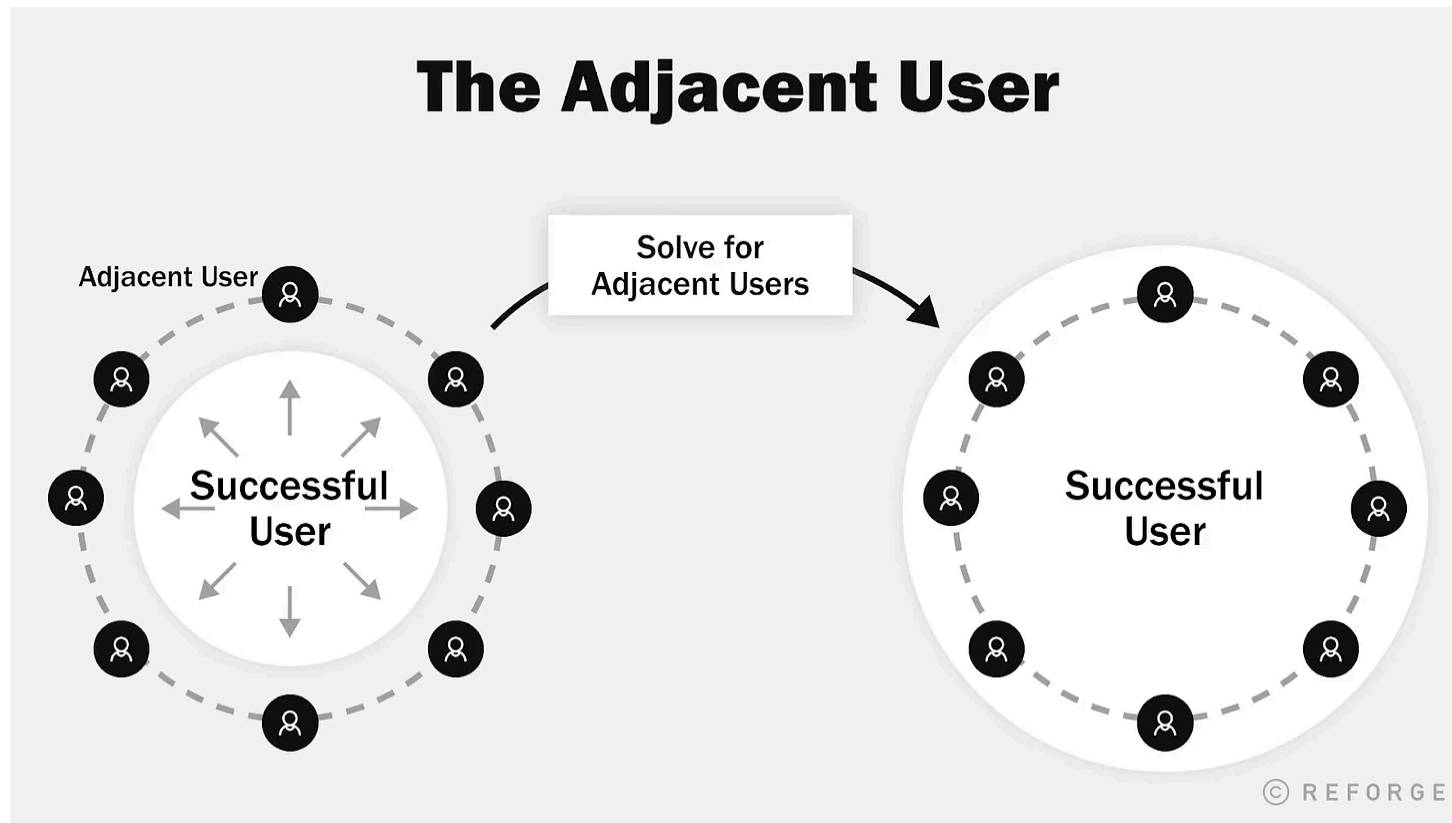 The Adjacent User
Solve for
Adjacent Users
Adjacent User
Successful
User
Successful
User
© REFORGE